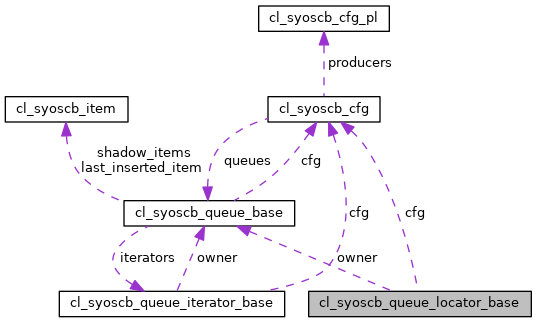 cl_syoscb_cfg_pl
producers
cl_syoscb_item
cl_syoscb_cfg
shadow_items
last_inserted_item
queues
cfg
cl_syoscb_queue_base
cfg
cfg
iterators
owner
owner
cl_syoscb_queue_iterator_base
cl_syoscb_queue_locator_base